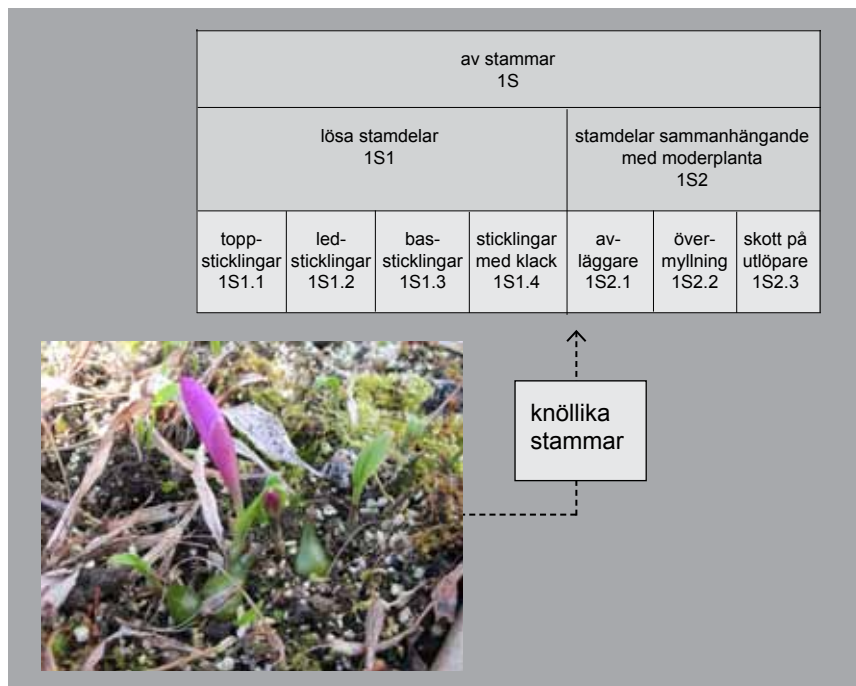 av stammar
1S
lösa stamdelar
1S1
stamdelar sammanhängande
med moderplanta
1S2
topp-
sticklingar
1S1.1
led-
sticklingar
1S1.2
bas-
sticklingar
1S1.3
sticklingar
med klack
1S1.4
av-
läggare
1S2.1
över-
myllning
1S2.2
skott på
utlöpare
1S2.3
knöllika
stammar